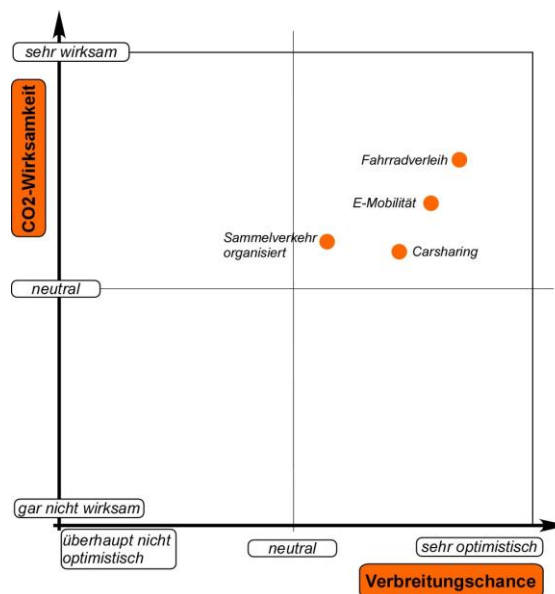 sehr wirksam
CO2-Wirksamkeit
Fahrradverleih
E-Mobilität
Sammelverkehr
organisiert
Carsharing
neutral
gar nicht wirksam
überhaupt nicht
optimistisch
neutral
sehr optimistisch
Verbreitungschance